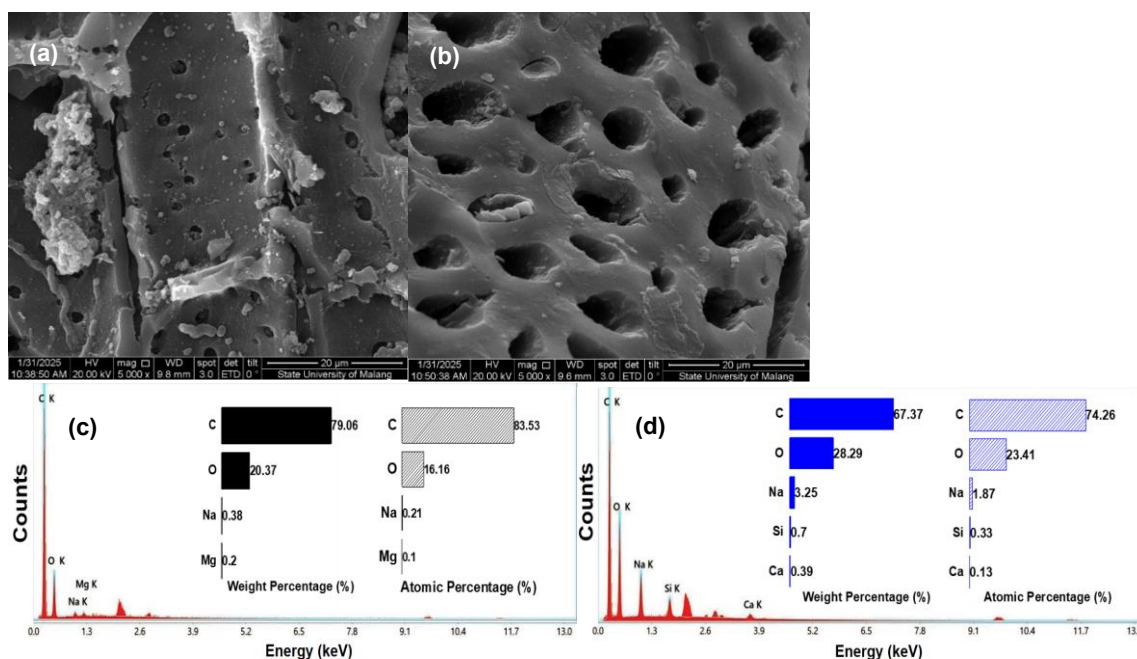 (a)
1/31/2025 HV mag WD spot det tilt 20 µm
10:38:50 AM 20.00 kV 5 000 x 9.8 mm 3.0 ETD 0° State University of Malang
(b)
1/31/2025 HV mag WD spot det tilt 20 µm
10:50:38 AM 20.00 kV 5 000 x 9.6 mm 3.0 ETD 0° State University of Malang
(c)
Counts
C K
O K
Na K
Mg K
C 79.06
O 20.37
Na 0.38
Mg 0.2
Weight Percentage (%)
C 83.53
O 16.16
Na 0.21
Mg 0.1
Atomic Percentage (%)
0.0 1.3 2.6 3.9 5.2 6.5 7.8 9.1 10.4 11.7 13.0
Energy (keV)
(d)
Counts
C K
O K
Na K
Si K
Ca K
C 67.37
O 28.29
Na 3.25
Si 0.7
Ca 0.39
Weight Percentage (%)
C 74.26
O 23.41
Na 1.87
Si 0.33
Ca 0.13
Atomic Percentage (%)
0.0 1.3 2.6 3.9 5.2 6.5 7.8 9.1 10.4 11.7 13.0
Energy (keV)